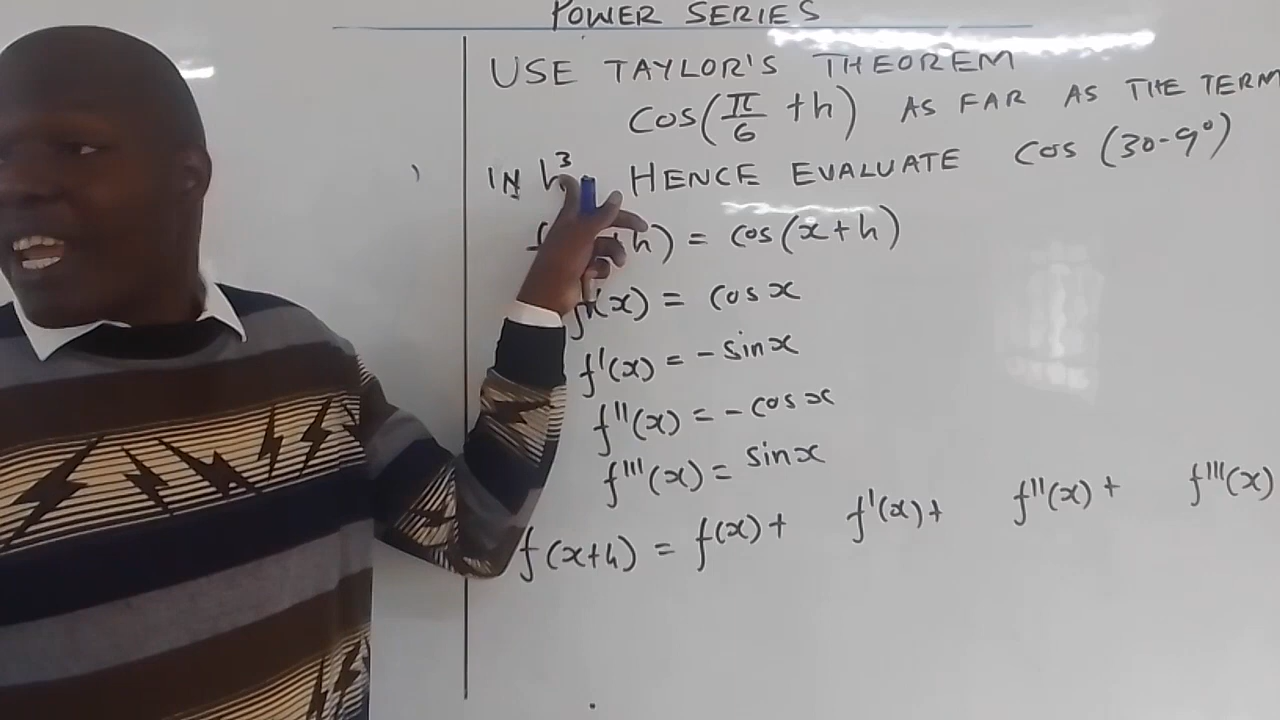 POWER SERIES
USE TAYLOR'S THEOREM
cos(π/6 + h) AS FAR AS THE TERM
IN h³. HENCE EVALUATE cos (30-9°)
h) = cos(x+h)
f(x) = cos x
f'(x) = - sin x
f''(x) = - cos x
f'''(x) = sin x
f(x+h) = f(x) + f'(x) + f''(x) + f'''(x)